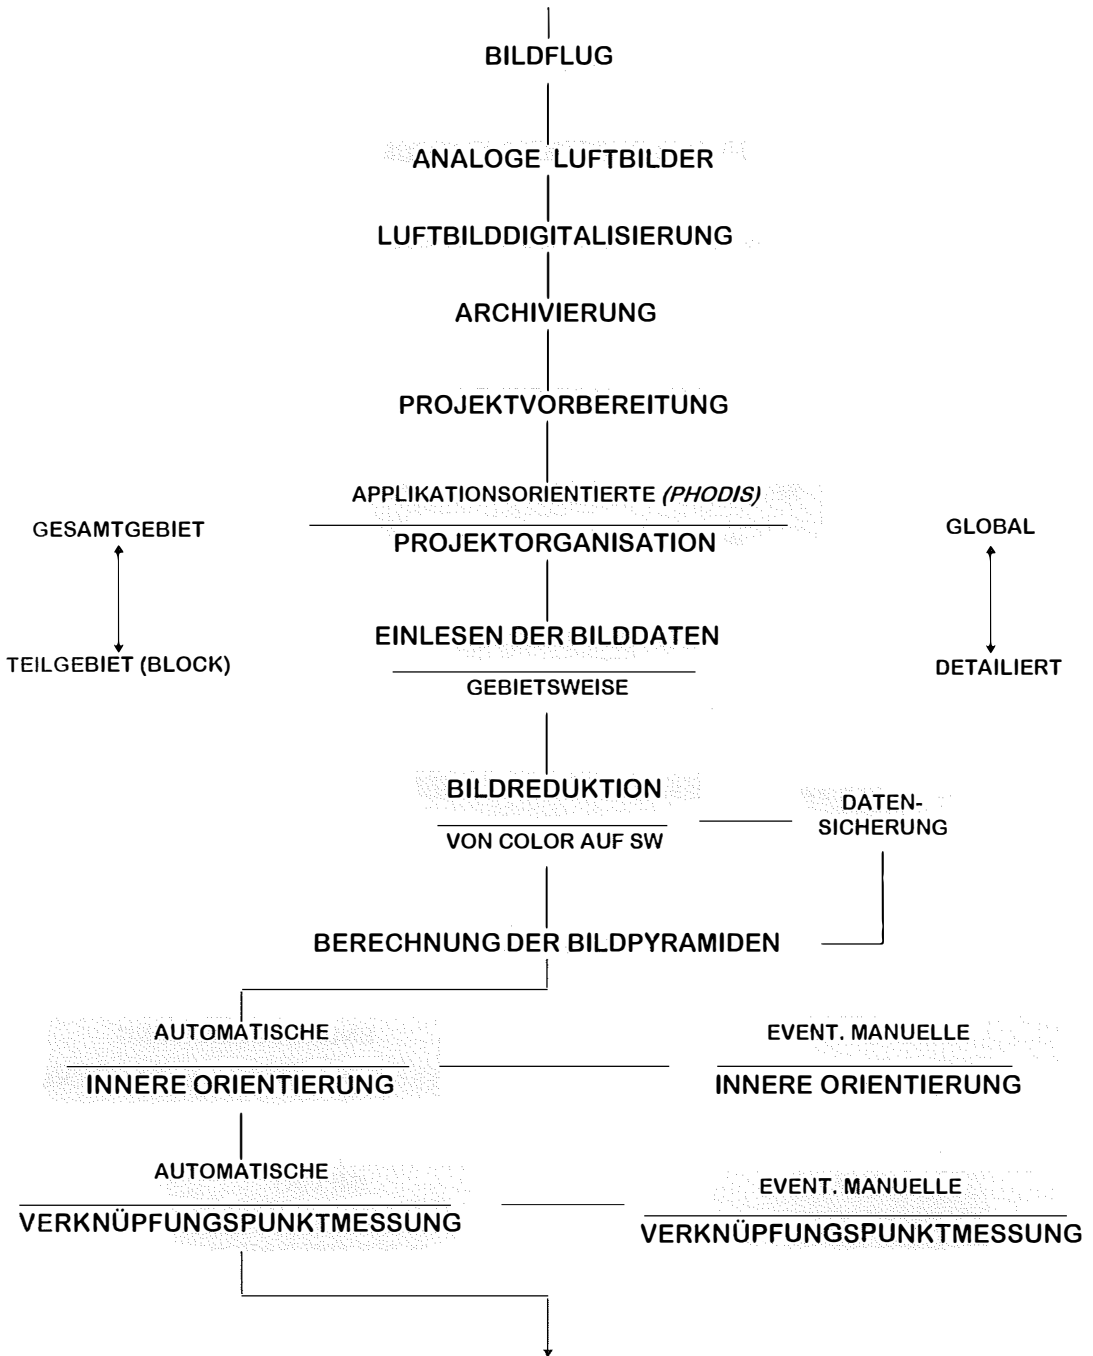 BILDFLUG
ANALOGE LUFTBILDER
LUFTBILDDIGITALISIERUNG
ARCHIVIERUNG
PROJEKTVORBEREITUNG
APPLIKATIONSORIENTIERTE (PHODIS)
PROJEKTORGANISATION
GESAMTGEBIET
TEILGEBIET (BLOCK)
GLOBAL
DETAILIERT
EINLESEN DER BILDDATEN
GEBIETSWEISE
BILDREDUKTION
VON COLOR AUF SW
DATEN-
SICHERUNG
BERECHNUNG DER BILDPYRAMIDEN
AUTOMATISCHE
INNERE ORIENTIERUNG
EVENT. MANUELLE
INNERE ORIENTIERUNG
AUTOMATISCHE
VERKNÜPFUNGSPUNKTMESSUNG
EVENT. MANUELLE
VERKNÜPFUNGSPUNKTMESSUNG